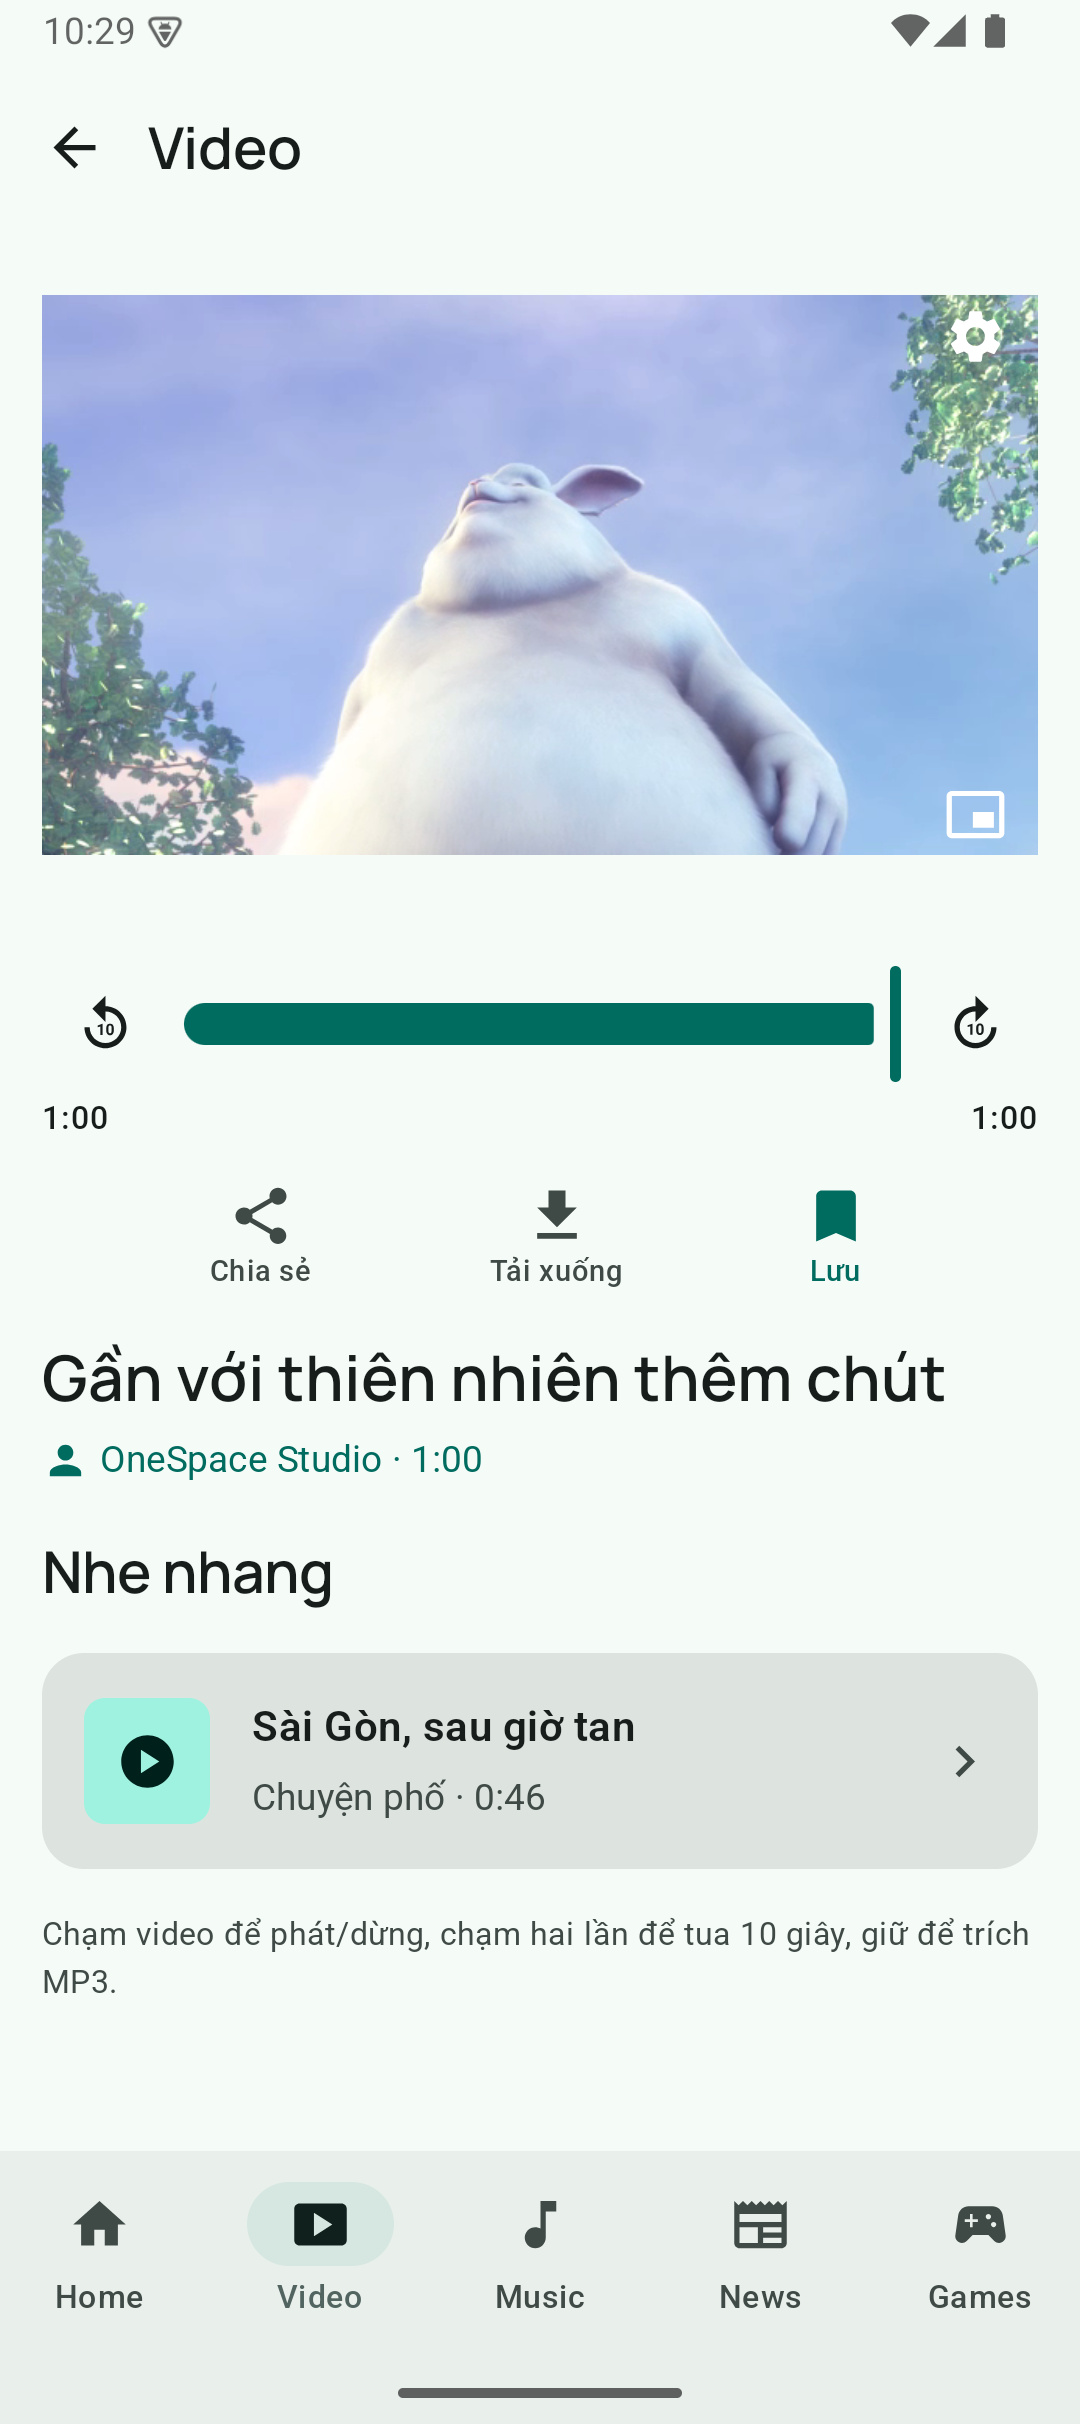 10:29
Video
10
10
1:00
1:00
Chia sẻ
Tải xuống
Lưu
Gần với thiên nhiên thêm chút
OneSpace Studio · 1:00
Nhe nhang
Sài Gòn, sau giờ tan
Chuyện phố · 0:46
Chạm video để phát/dừng, chạm hai lần để tua 10 giây, giữ để trích
MP3.
Home
Video
Music
News
Games